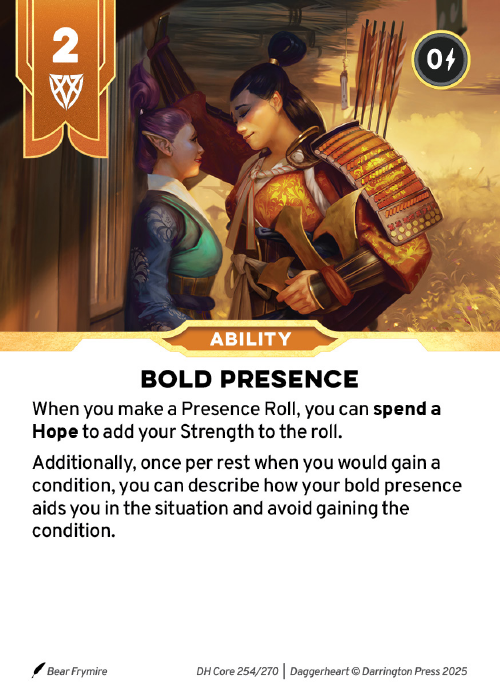 2
0
ABILITY
BOLD PRESENCE
When you make a Presence Roll, you can spend a
Hope to add your Strength to the roll.
Additionally, once per rest when you would gain a
condition, you can describe how your bold presence
aids you in the situation and avoid gaining the
condition.
Bear Frymire
DH Core 254/270 | Daggerheart © Darrington Press 2025